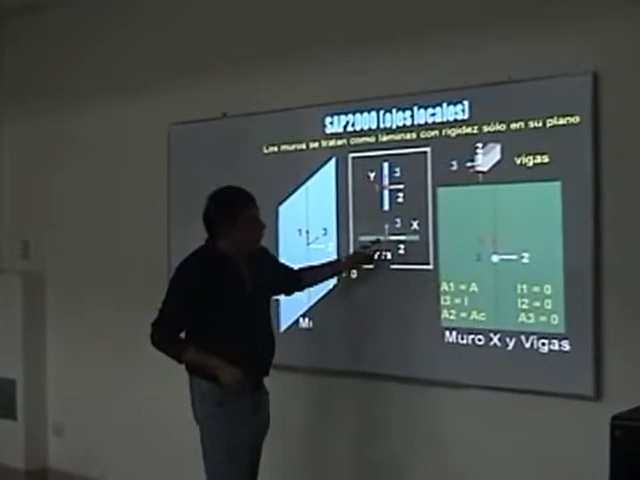 SAP2000 (ejes locales)
Los muros se tratan como láminas con rigidez sólo en su plano
2
3
vigas
Y 3
2
1 3
2
3 X
2
3 2
A1 = A I1 = 0
I3 = I I2 = 0
A2 = Ac A3 = 0
Muro X y Vigas